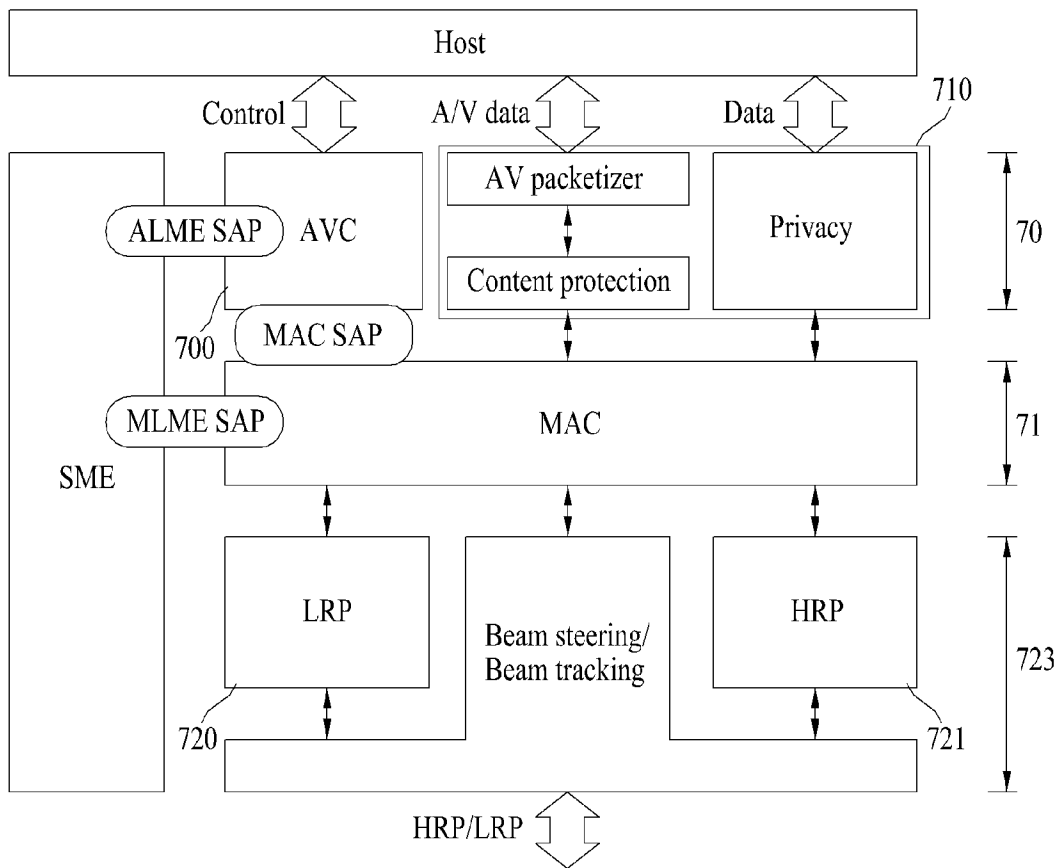 Host
Control
A/V data
Data
710
AV packetizer
ALME SAP
AVC
Privacy
70
Content protection
700
MAC SAP
MLME SAP
MAC
71
SME
LRP
HRP
Beam steering/
Beam tracking
723
720
721
HRP/LRP